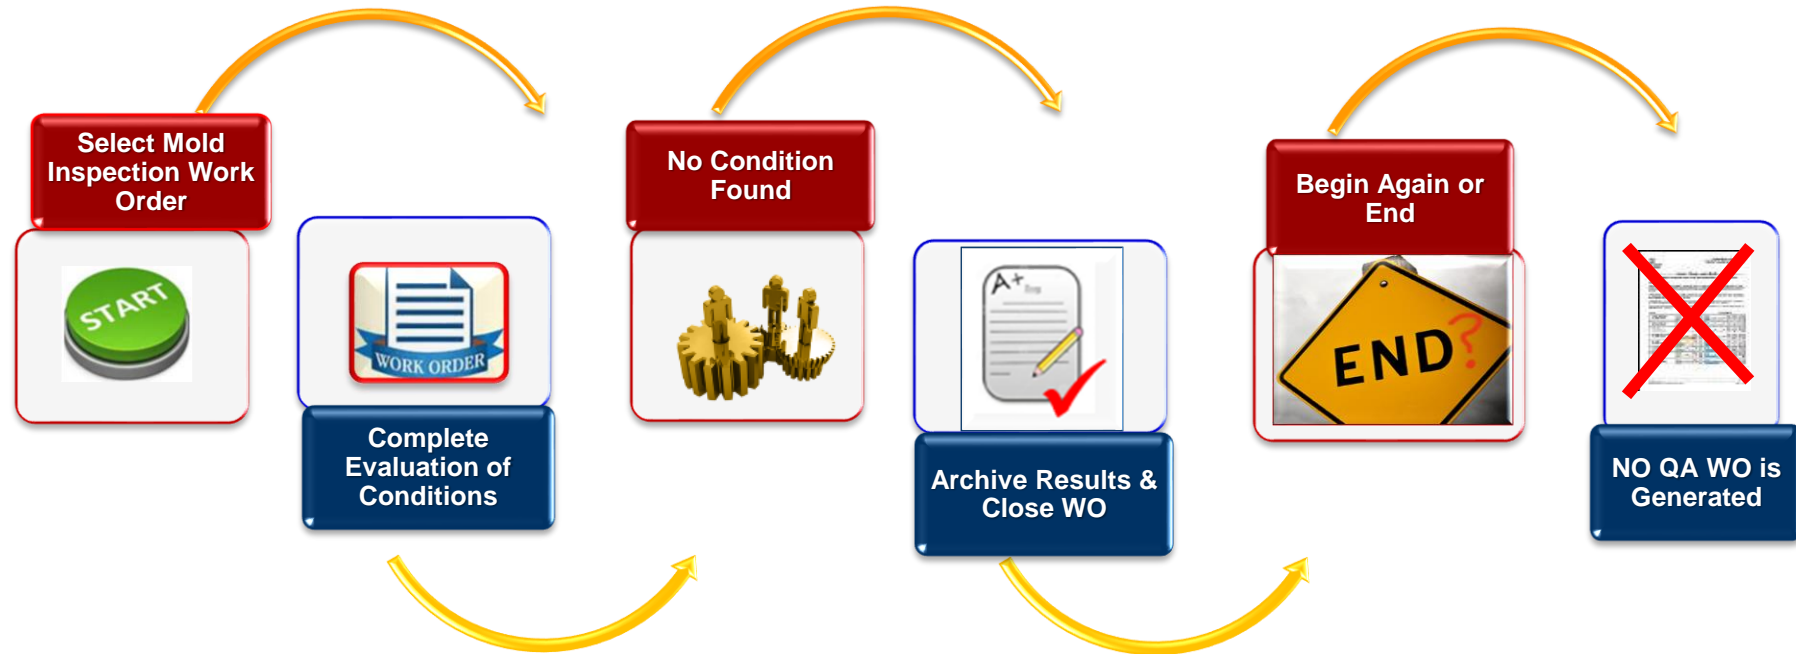 Select Mold
Inspection Work
Order
START
WORK ORDER
Complete
Evaluation of
Conditions
No Condition
Found
A+
Archive Results &
Close WO
Begin Again or
End
END?
NO QA WO is
Generated